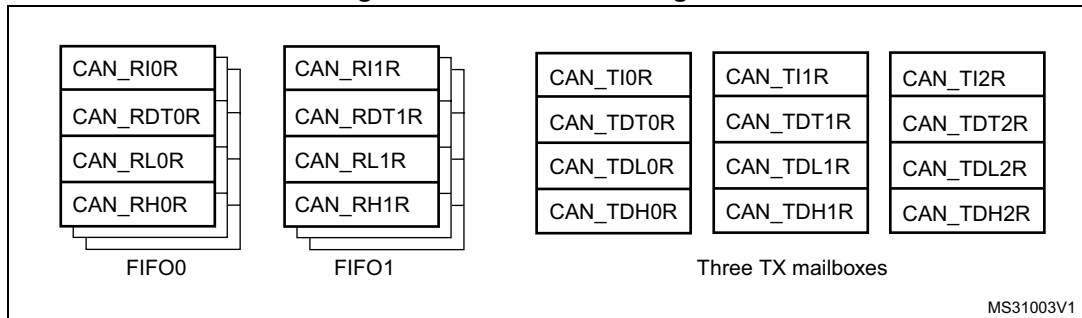 CAN_RI0R
CAN_RDT0R
CAN_RL0R
CAN_RH0R
FIFO0
CAN_RI1R
CAN_RDT1R
CAN_RL1R
CAN_RH1R
FIFO1
CAN_TI0R
CAN_TDT0R
CAN_TDL0R
CAN_TDH0R
CAN_TI1R
CAN_TDT1R
CAN_TDL1R
CAN_TDH1R
CAN_TI2R
CAN_TDT2R
CAN_TDL2R
CAN_TDH2R
Three TX mailboxes
MS31003V1